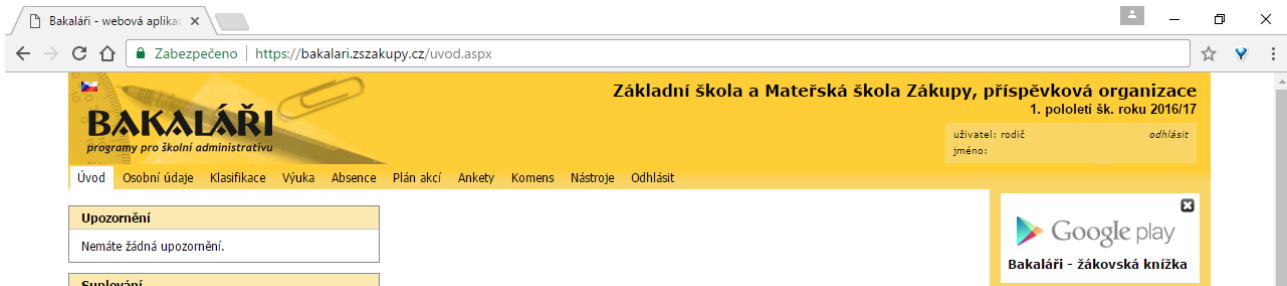 Bakaláři - webová aplikac
Zabezpečeno | https://bakalari.zszakupy.cz/uvod.aspx
Základní škola a Mateřská škola Zákupy, příspěvková organizace
1. pololetí šk. roku 2016/17
BAKALÁŘI
programy pro školní administrativu
uživatel: rodič odhlásit
jméno:
Úvod Osobní údaje Klasifikace Výuka Absence Plán akcí Ankety Komens Nástroje Odhlásit
Upozornění
Nemáte žádná upozornění.
Google play
Bakaláři - žákovská knížka
Suplování